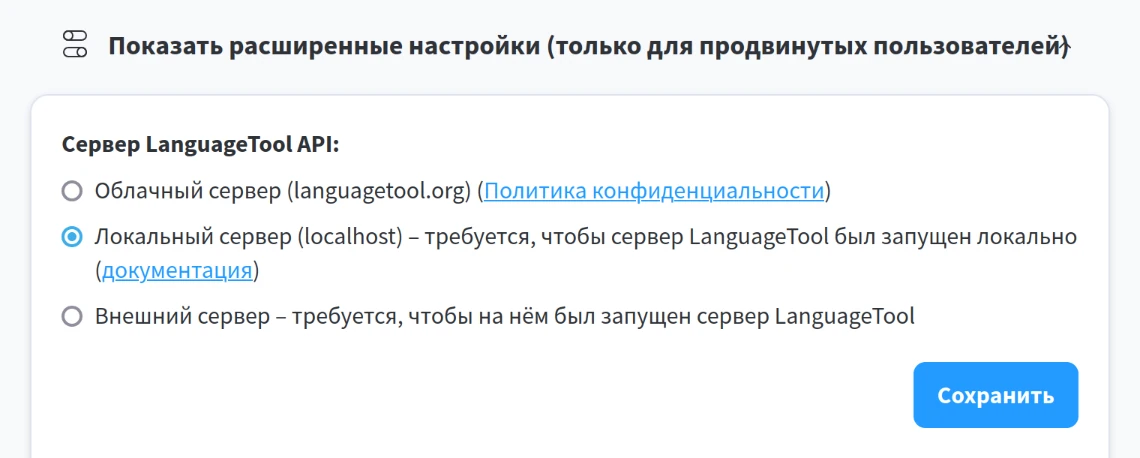 Показать расширенные настройки (только для продвинутых пользователей)
Сервер LanguageTool API:
Облачный сервер (languagetool.org) (Политика конфиденциальности)
Локальный сервер (localhost) – требуется, чтобы сервер LanguageTool был запущен локально
(документация)
Внешний сервер – требуется, чтобы на нём был запущен сервер LanguageTool
Сохранить